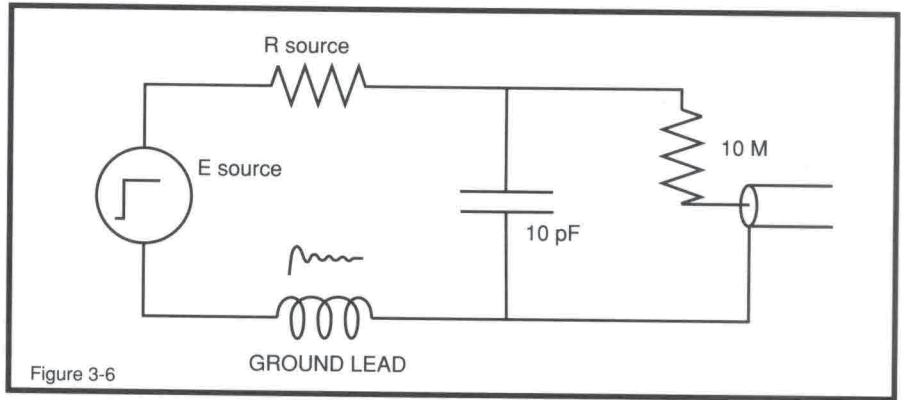 R source
E source
10 M
10 pF
GROUND LEAD
Figure 3-6